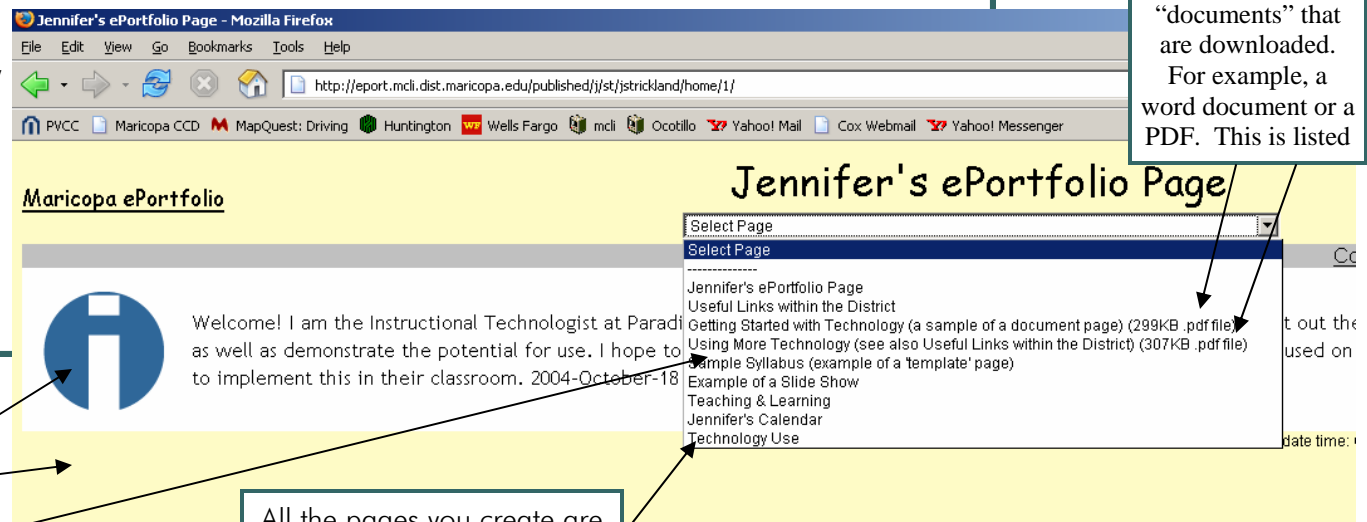 Jennifer's ePortfolio Page - Mozilla Firefox
File Edit View Go Bookmarks Tools Help
http://eport.mcli.dist.maricopa.edu/published/j/st/jstrickland/home/1/
PVCC Maricopa CCD MapQuest: Driving Huntington Wells Fargo mcli Ocotillo Yahoo! Mail Cox Webmail Yahoo! Messenger
“documents” that
are downloaded.
For example, a
word document or a
PDF. This is listed
Maricopa ePortfolio
Jennifer's ePortfolio Page
Select Page
Select Page
--------------
Jennifer's ePortfolio Page
Useful Links within the District
Getting Started with Technology (a sample of a document page) (299KB .pdf file)
Using More Technology (see also Useful Links within the District) (307KB .pdf file)
Sample Syllabus (example of a 'template' page)
Example of a Slide Show
Teaching & Learning
Jennifer's Calendar
Technology Use
Co
Welcome! I am the Instructional Technologist at Paradi t out the
as well as demonstrate the potential for use. I hope to used on
to implement this in their classroom. 2004-October-18
date time:
All the pages you create are